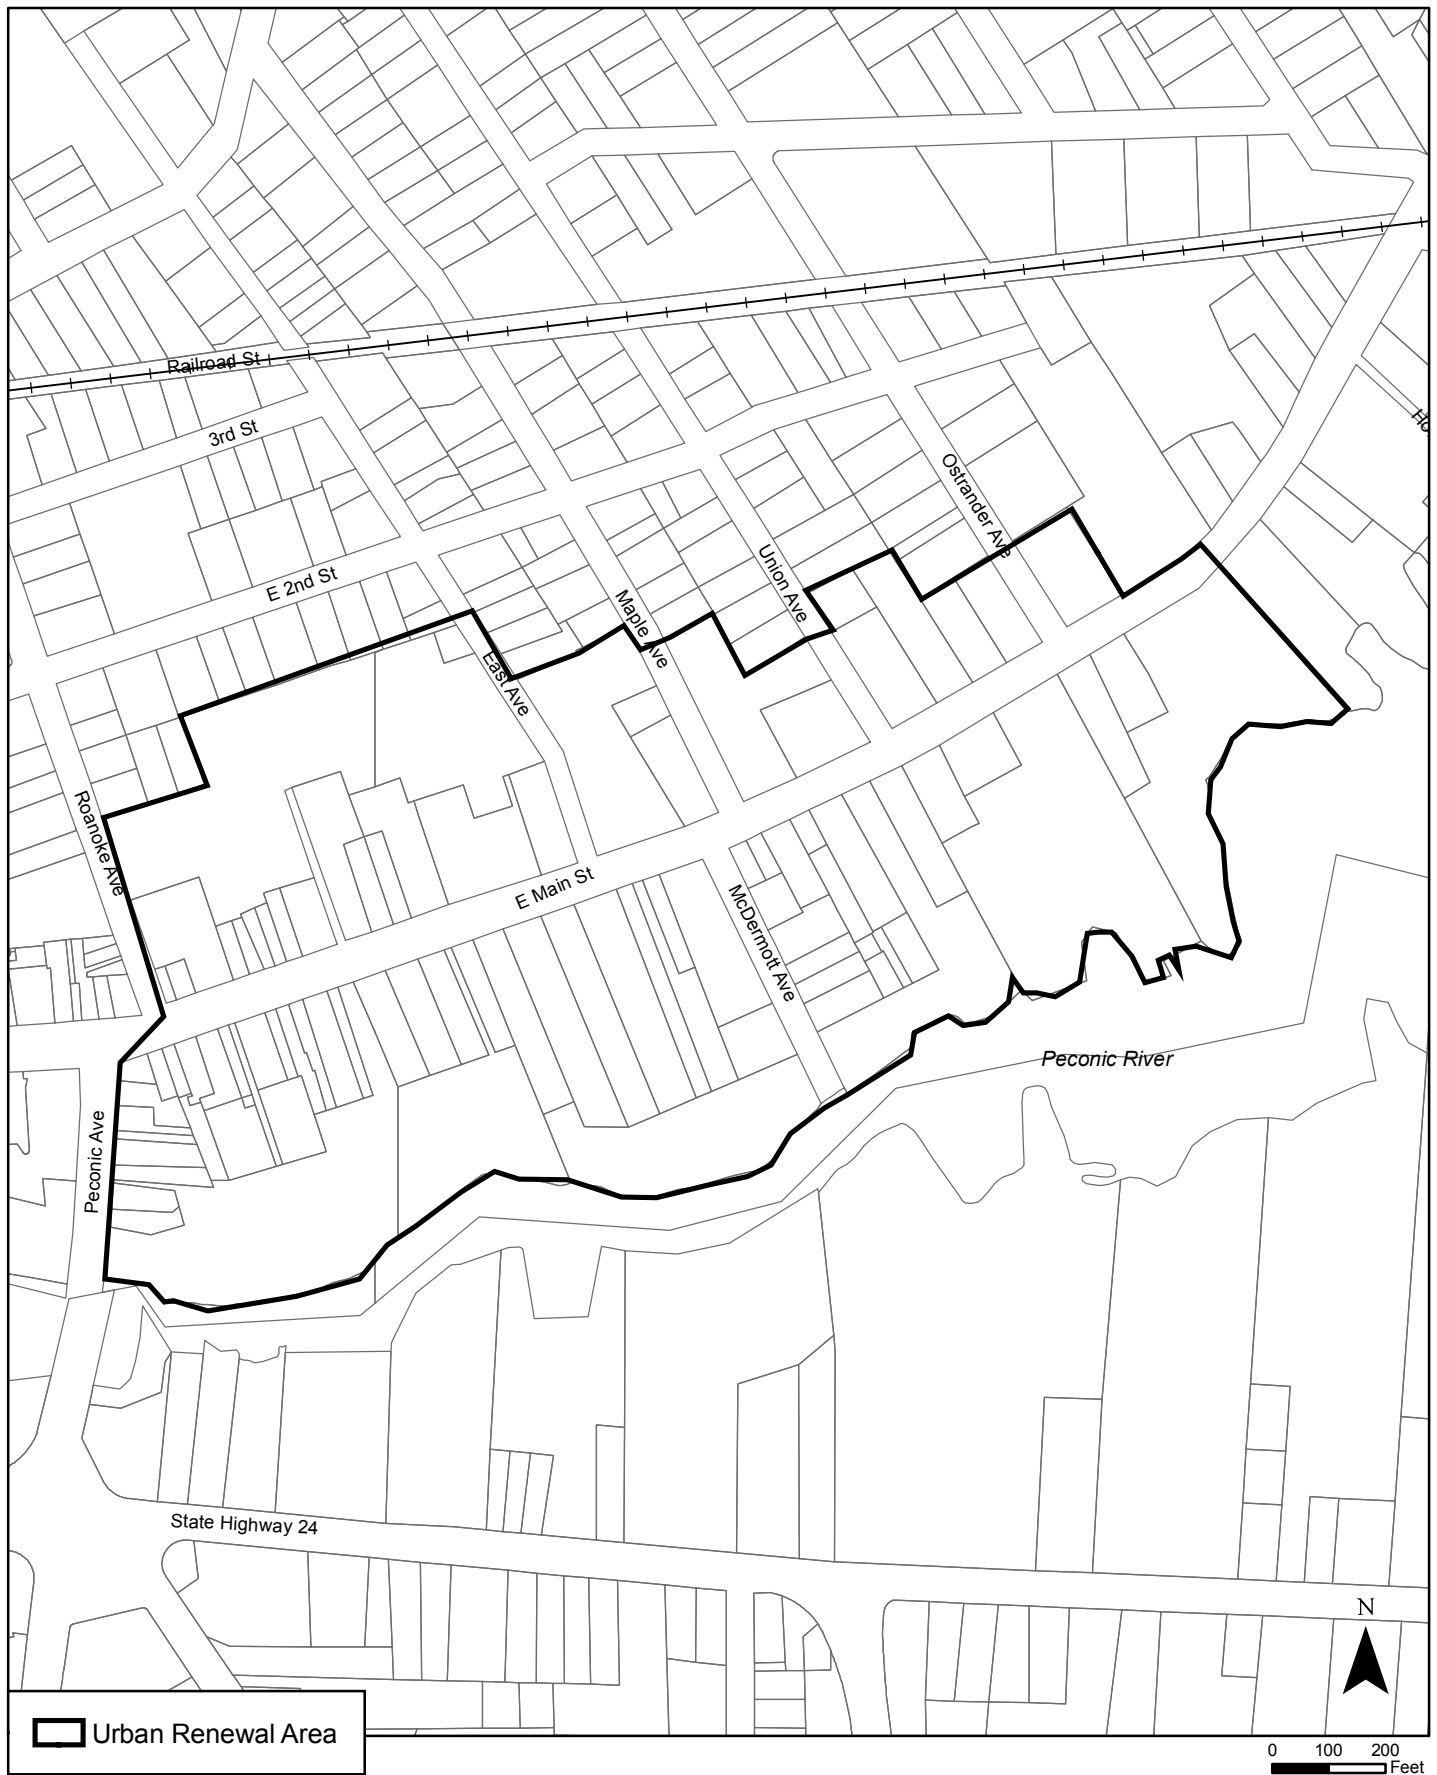 Railroad St
3rd St
Ho
Ostrander Ave
E 2nd St
Union Ave
Maple Ave
East Ave
Roanoke Ave
E Main St
McDermott Ave
Peconic River
Peconic Ave
State Highway 24
N
Urban Renewal Area
0 100 200
Feet